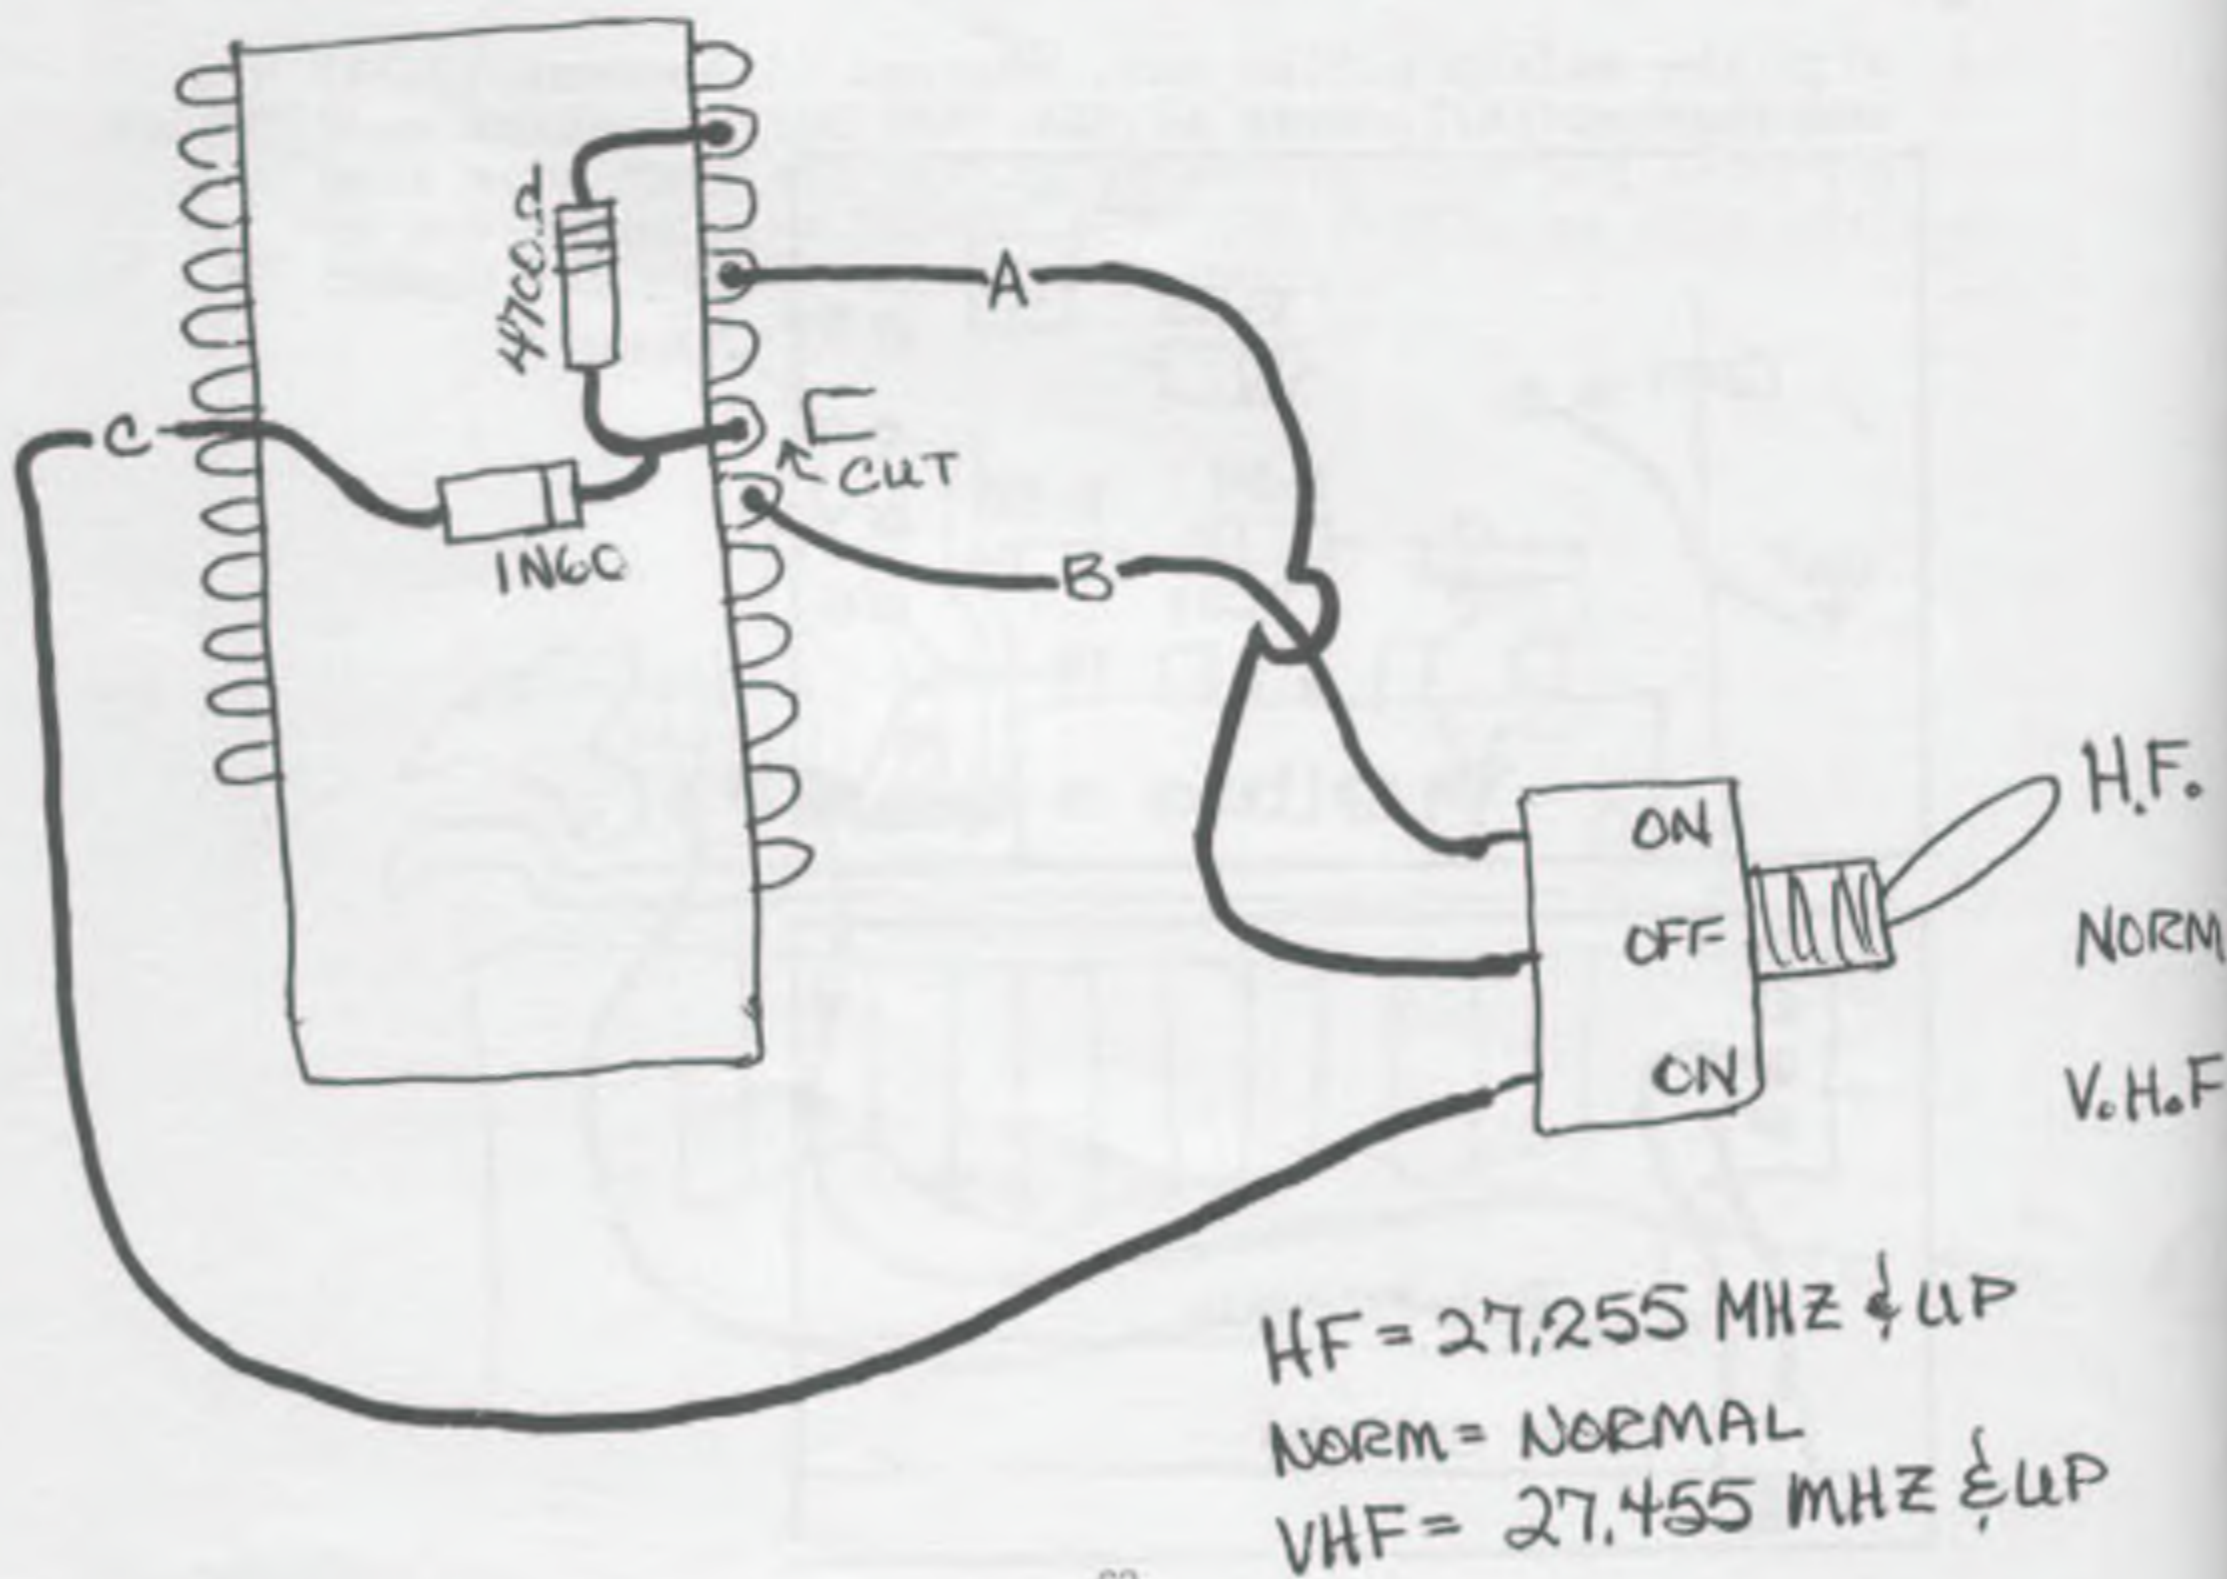 4700Ω
A
C
CUT
1N60
B
ON
OFF
ON
H.F.
NORM
V.H.F
HF = 27.255 MHZ & UP
NORM = NORMAL
VHF = 27.455 MHZ & UP